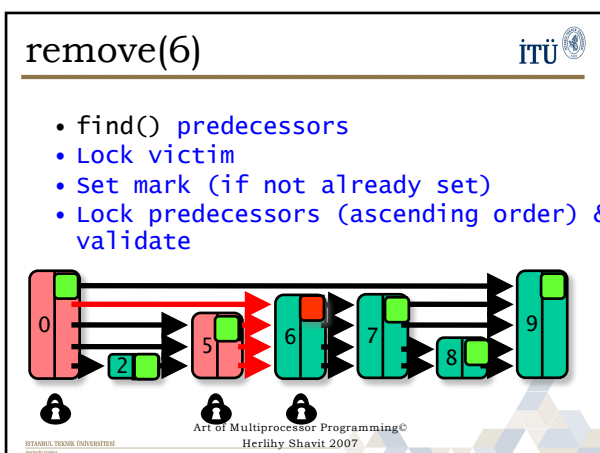 remove(6)
İTÜ
• find() predecessors
• Lock victim
• Set mark (if not already set)
• Lock predecessors (ascending order) &
validate
0
2
5
6
7
8
9
Art of Multiprocessor Programming©
Herlihy Shavit 2007
İSTANBUL TEKNİK ÜNİVERSİTESİ